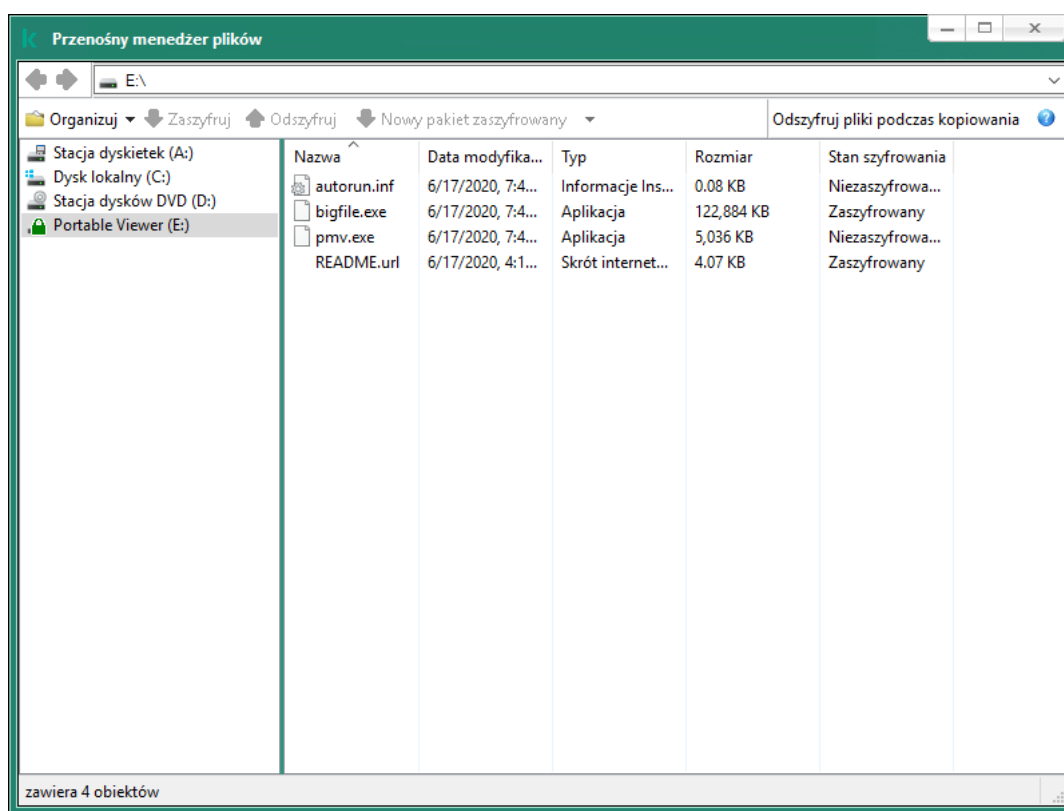 Przenośny menedżer plików
E:\
Organizuj Zaszyfruj Odszyfruj Nowy pakiet zaszyfrowany Odszyfruj pliki podczas kopiowania
Stacja dyskietek (A:)
Dysk lokalny (C:)
Stacja dysków DVD (D:)
Portable Viewer (E:)
Nazwa Data modyfika... Typ Rozmiar Stan szyfrowania
autorun.inf 6/17/2020, 7:4... Informacje Ins... 0.08 KB Niezaszyfrowa...
bigfile.exe 6/17/2020, 7:4... Aplikacja 122,884 KB Zaszyfrowany
pmv.exe 6/17/2020, 7:4... Aplikacja 5,036 KB Niezaszyfrowa...
README.url 6/17/2020, 4:1... Skrót internet... 4.07 KB Zaszyfrowany
zawiera 4 obiektów